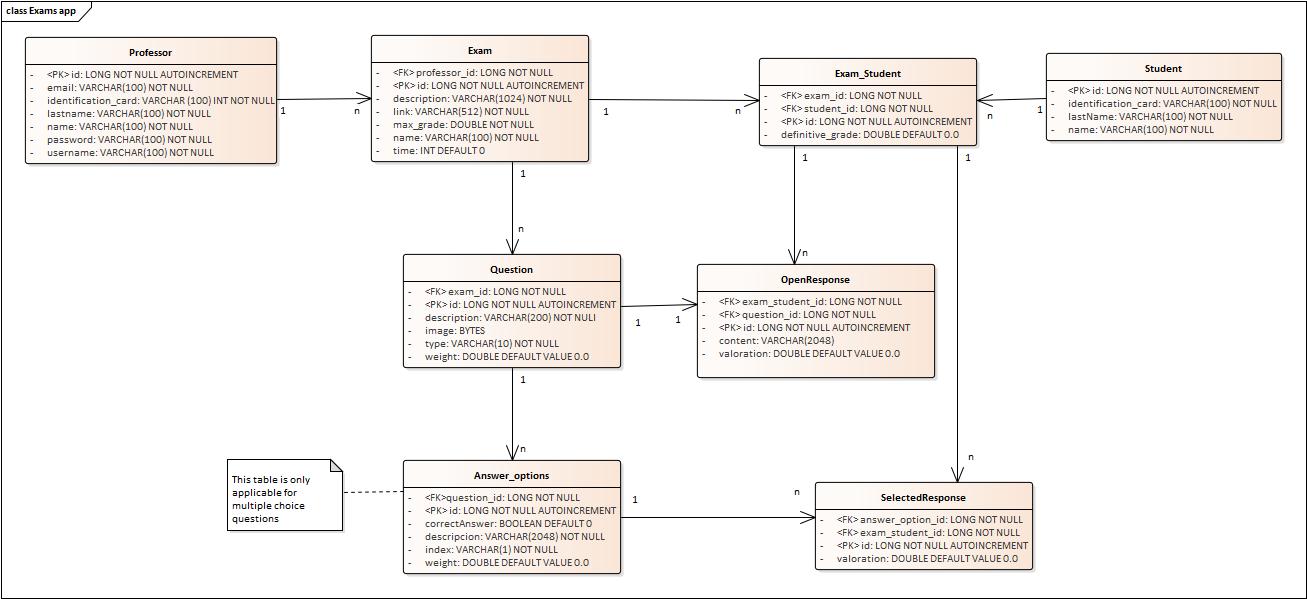 class Exams app
Professor
- <PK> id: LONG NOT NULL AUTOINCREMENT
- email: VARCHAR(100) NOT NULL
- identification_card: VARCHAR (100) INT NOT NULL
- lastname: VARCHAR(100) NOT NULL
- name: VARCHAR(100) NOT NULL
- password: VARCHAR(100) NOT NULL
- username: VARCHAR(100) NOT NULL
1
n
Exam
- <FK> professor_id: LONG NOT NULL
- <PK> id: LONG NOT NULL AUTOINCREMENT
- description: VARCHAR(1024) NOT NULL
- link: VARCHAR(512) NOT NULL
- max_grade: DOUBLE NOT NULL
- name: VARCHAR(100) NOT NULL
- time: INT DEFAULT 0
1
n
Exam_Student
- <FK> exam_id: LONG NOT NULL
- <FK> student_id: LONG NOT NULL
- <PK> id: LONG NOT NULL AUTOINCREMENT
- definitive_grade: DOUBLE DEFAULT 0.0
n
1
Student
- <PK> id: LONG NOT NULL AUTOINCREMENT
- identification_card: VARCHAR(100) NOT NULL
- lastName: VARCHAR(100) NOT NULL
- name: VARCHAR(100) NOT NULL
1
n
1
n
1
n
Question
- <FK> exam_id: LONG NOT NULL
- <PK> id: LONG NOT NULL AUTOINCREMENT
- description: VARCHAR(200) NOT NULl
- image: BYTES
- type: VARCHAR(10) NOT NULL
- weight: DOUBLE DEFAULT VALUE 0.0
1
1
OpenResponse
- <FK> exam_student_id: LONG NOT NULL
- <FK> question_id: LONG NOT NULL
- <PK> id: LONG NOT NULL AUTOINCREMENT
- content: VARCHAR(2048)
- valoration: DOUBLE DEFAULT VALUE 0.0
1
n
This table is only
applicable for
multiple choice
questions
Answer_options
- <FK>question_id: LONG NOT NULL
- <PK> id: LONG NOT NULL AUTOINCREMENT
- correctAnswer: BOOLEAN DEFAULT 0
- descripcion: VARCHAR(2048) NOT NULL
- index: VARCHAR(1) NOT NULL
- weight: DOUBLE DEFAULT VALUE 0.0
1
n
SelectedResponse
- <FK> answer_option_id: LONG NOT NULL
- <FK> exam_student_id: LONG NOT NULL
- <PK> id: LONG NOT NULL AUTOINCREMENT
- valoration: DOUBLE DEFAULT VALUE 0.0